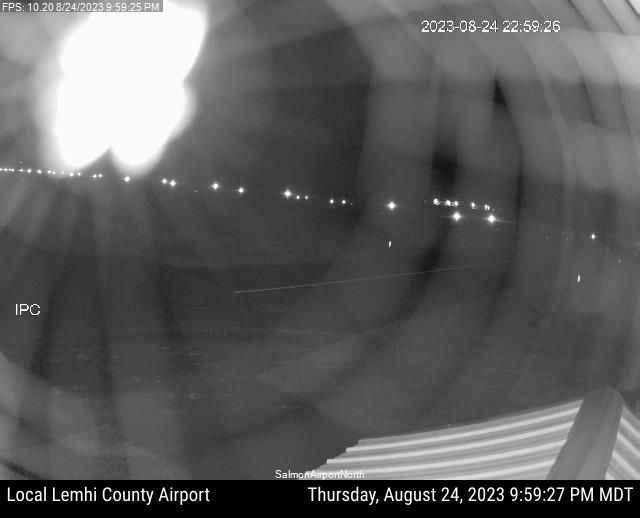 FPS: 10.20 8/24/2023 9:59:25 PM
2023-08-24 22:59:26
IPC
SalmonAirportNorth
Local Lemhi County Airport
Thursday, August 24, 2023 9:59:27 PM MDT